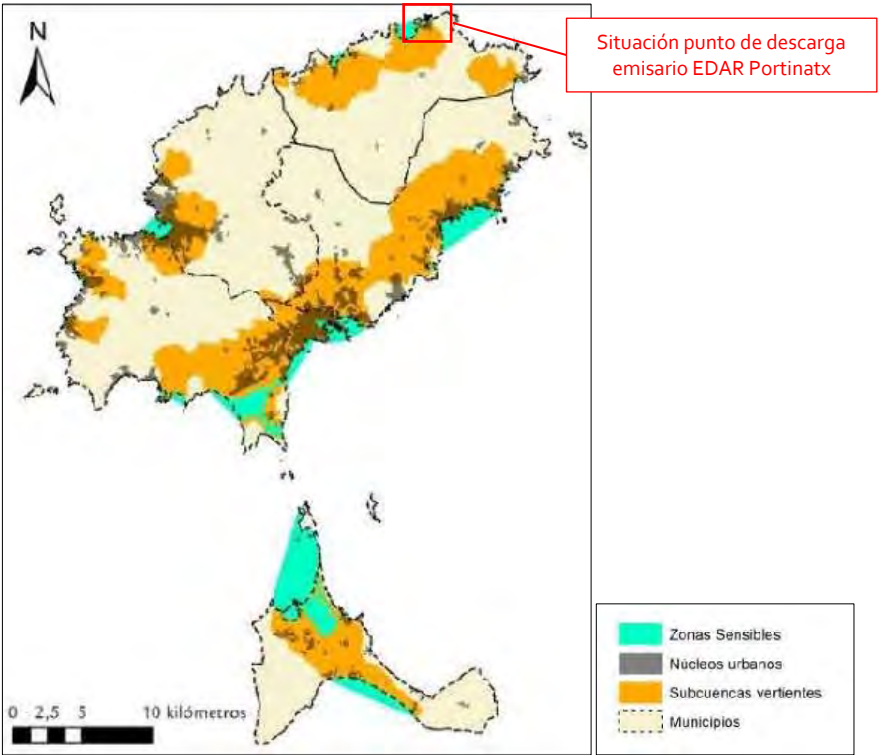 N
Situación punto de descarga
emisario EDAR Portinatx
Zonas Sensibles
Núcleos urbanos
Subcuencas vertientes
Municipios
0 2,5 5 10 kilómetros